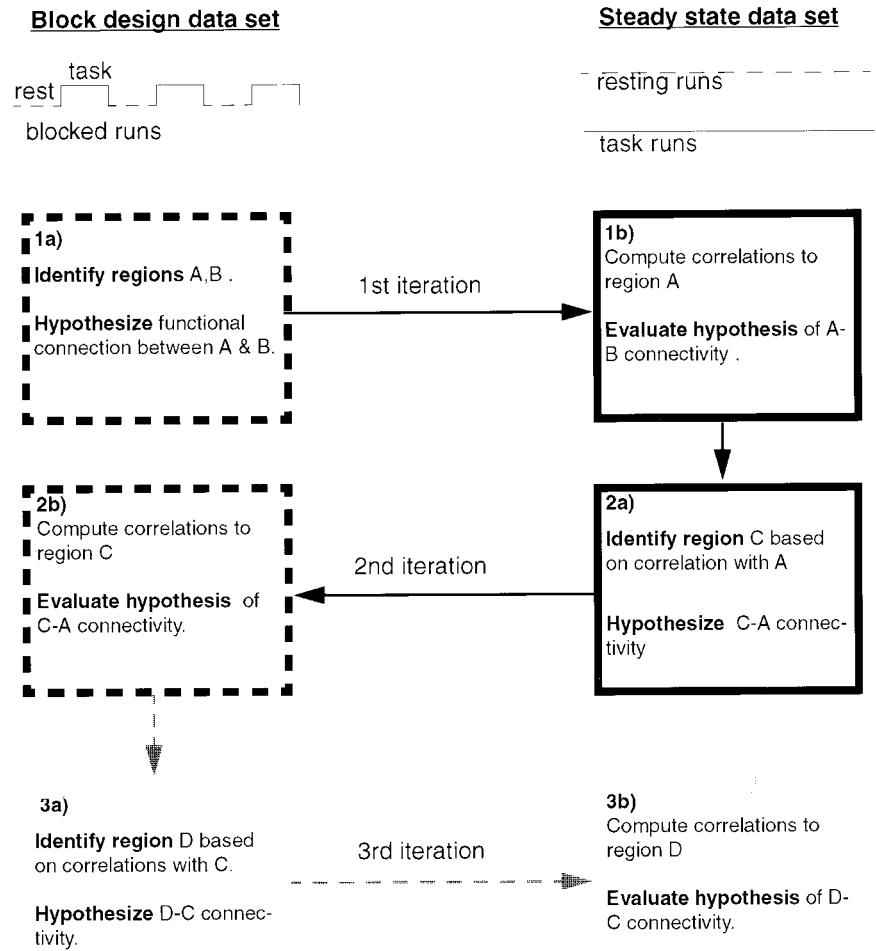 Block design data set
Steady state data set
task
rest
blocked runs
resting runs
task runs
1a)
Identify regions A,B .
Hypothesize functional
connection between A & B.
1st iteration
1b)
Compute correlations to
region A
Evaluate hypothesis of A-
B connectivity .
2b)
Compute correlations to
region C
Evaluate hypothesis of
C-A connectivity.
2nd iteration
2a)
Identify region C based
on correlation with A
Hypothesize C-A connec-
tivity
3a)
Identify region D based
on correlations with C.
Hypothesize D-C connec-
tivity.
3rd iteration
3b)
Compute correlations to
region D
Evaluate hypothesis of D-
C connectivity.